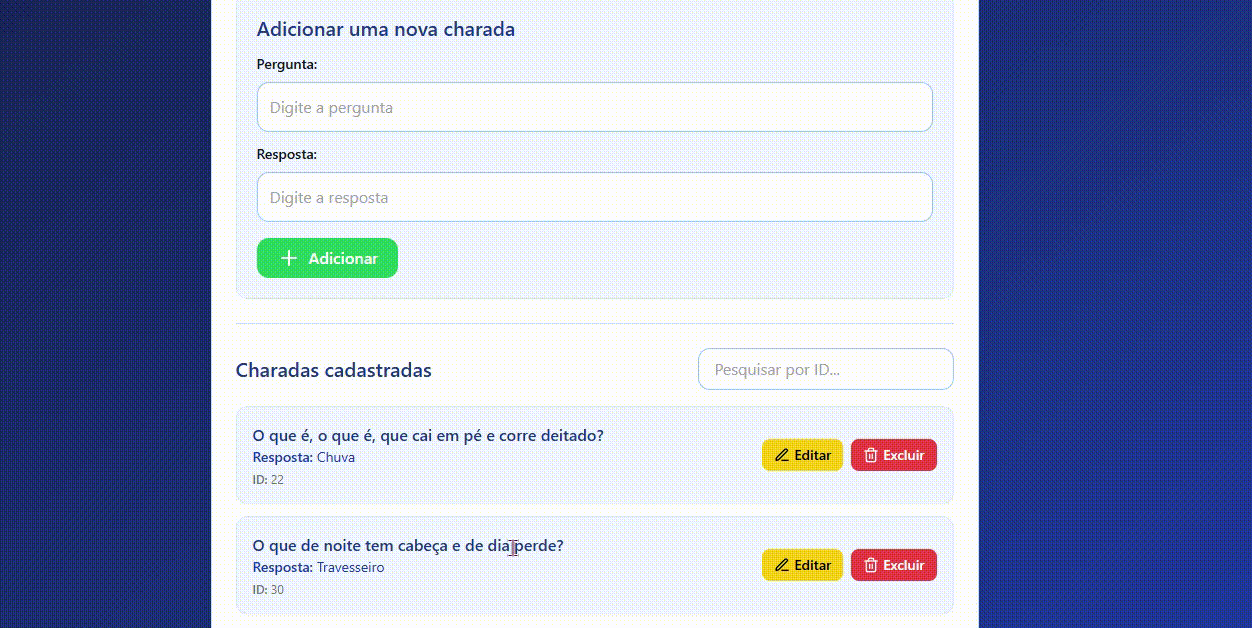 Adicionar uma nova charada
Pergunta:
Digite a pergunta
Resposta:
Digite a resposta
Adicionar
Charadas cadastradas
Pesquisar por ID...
O que é, o que é, que cai em pé e corre deitado?
Resposta: Chuva
ID: 22
Editar
Excluir
O que de noite tem cabeça e de dia perde?
Resposta: Travesseiro
ID: 30
Editar
Excluir